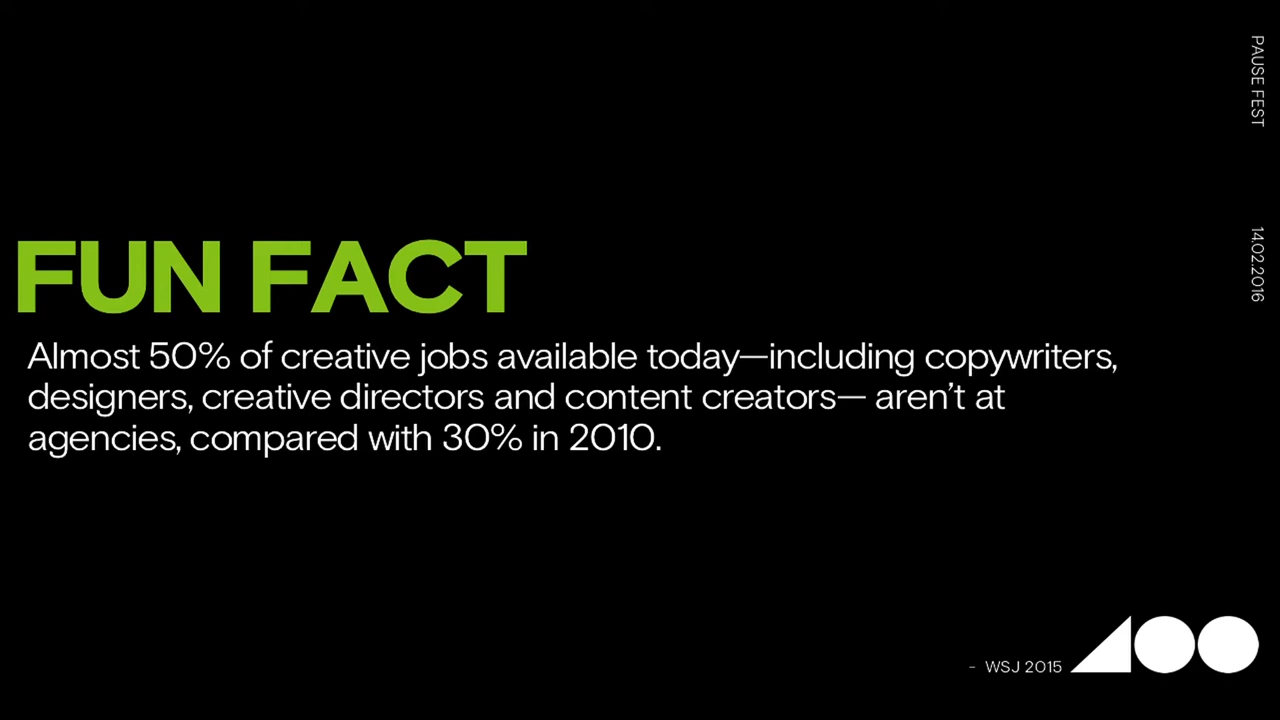 PAUSE FEST
14.02.2016
FUN FACT
Almost 50% of creative jobs available today—including copywriters,
designers, creative directors and content creators— aren’t at
agencies, compared with 30% in 2010.
- WSJ 2015